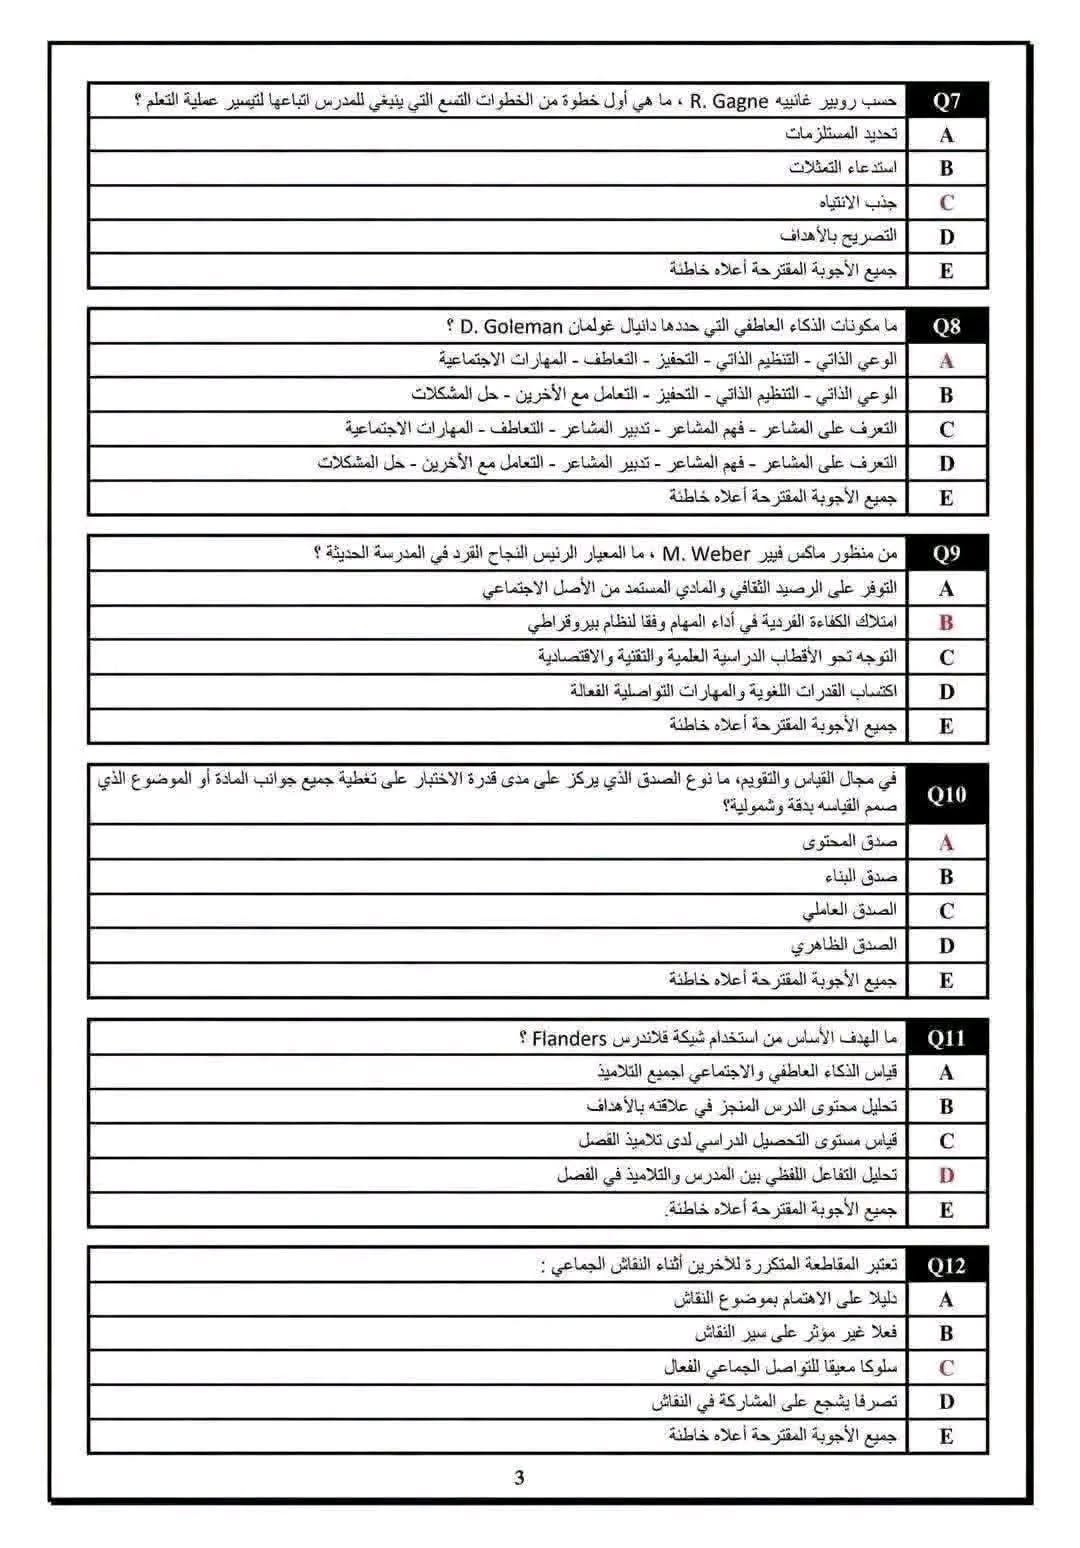 Q7 حسب روبير غانييه R. Gagne ، ما هي أول خطوة من الخطوات التسع التي ينبغي للمدرس اتباعها لتيسير عملية التعلم ؟
A تحديد المستلزمات
B استدعاء التمثلات
C جذب الانتباه
D التصريح بالأهداف
E جميع الأجوبة المقترحة أعلاه خاطئة
Q8 ما مكونات الذكاء العاطفي التي حددها دانيال غولمان D. Goleman ؟
A الوعي الذاتي - التنظيم الذاتي - التحفيز - التعاطف - المهارات الاجتماعية
B الوعي الذاتي - التنظيم الذاتي - التحفيز - التعامل مع الأخرين - حل المشكلات
C التعرف على المشاعر - فهم المشاعر - تدبير المشاعر - التعاطف - المهارات الاجتماعية
D التعرف على المشاعر - فهم المشاعر - تدبير المشاعر - التعامل مع الأخرين - حل المشكلات
E جميع الأجوبة المقترحة أعلاه خاطئة
Q9 من منظور ماكس فيبر M. Weber ، ما المعيار الرئيس النجاح الفرد في المدرسة الحديثة ؟
A التوفر على الرصيد الثقافي والمادي المستمد من الأصل الاجتماعي
B امتلاك الكفاءة الفردية في أداء المهام وفقا لنظام بيروقراطي
C التوجه نحو الأقطاب الدراسية العلمية والتقنية والاقتصادية
D اكتساب القدرات اللغوية والمهارات التواصلية الفعالة
E جميع الأجوبة المقترحة أعلاه خاطئة
Q10 في مجال القياس والتقويم، ما نوع الصدق الذي يركز على مدى قدرة الاختبار على تغطية جميع جوانب المادة أو الموضوع الذي
صمم القياسه بدقة وشمولية؟
A صدق المحتوى
B صدق البناء
C الصدق العاملي
D الصدق الظاهري
E جميع الأجوبة المقترحة أعلاه خاطئة
Q11 ما الهدف الأساس من استخدام شبكة فلاندرس Flanders ؟
A قياس الذكاء العاطفي والاجتماعي اجميع التلاميذ
B تحليل محتوى الدرس المنجز في علاقته بالأهداف
C قياس مستوى التحصيل الدراسي لدى تلاميذ الفصل
D تحليل التفاعل اللفظي بين المدرس والتلاميذ في الفصل
E جميع الأجوبة المقترحة أعلاه خاطئة.
Q12 تعتبر المقاطعة المتكررة للآخرين أثناء النقاش الجماعي :
A دليلا على الاهتمام بموضوع النقاش
B فعلا غير مؤثر على سير النقاش
C سلوكا معيقا للتواصل الجماعي الفعال
D تصرفا يشجع على المشاركة في النقاش
E جميع الأجوبة المقترحة أعلاه خاطئة
3